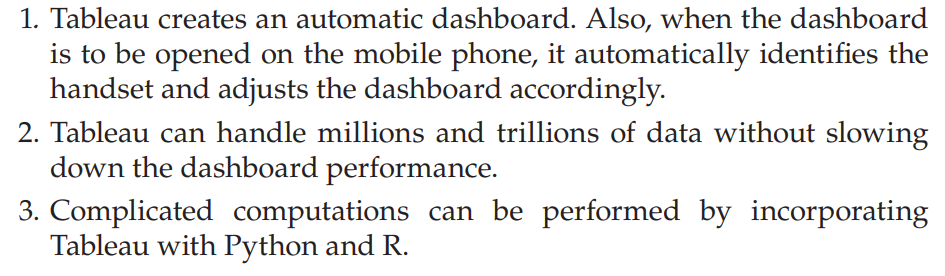 1. Tableau creates an automatic dashboard. Also, when the dashboard
is to be opened on the mobile phone, it automatically identifies the
handset and adjusts the dashboard accordingly.
2. Tableau can handle millions and trillions of data without slowing
down the dashboard performance.
3. Complicated computations can be performed by incorporating
Tableau with Python and R.